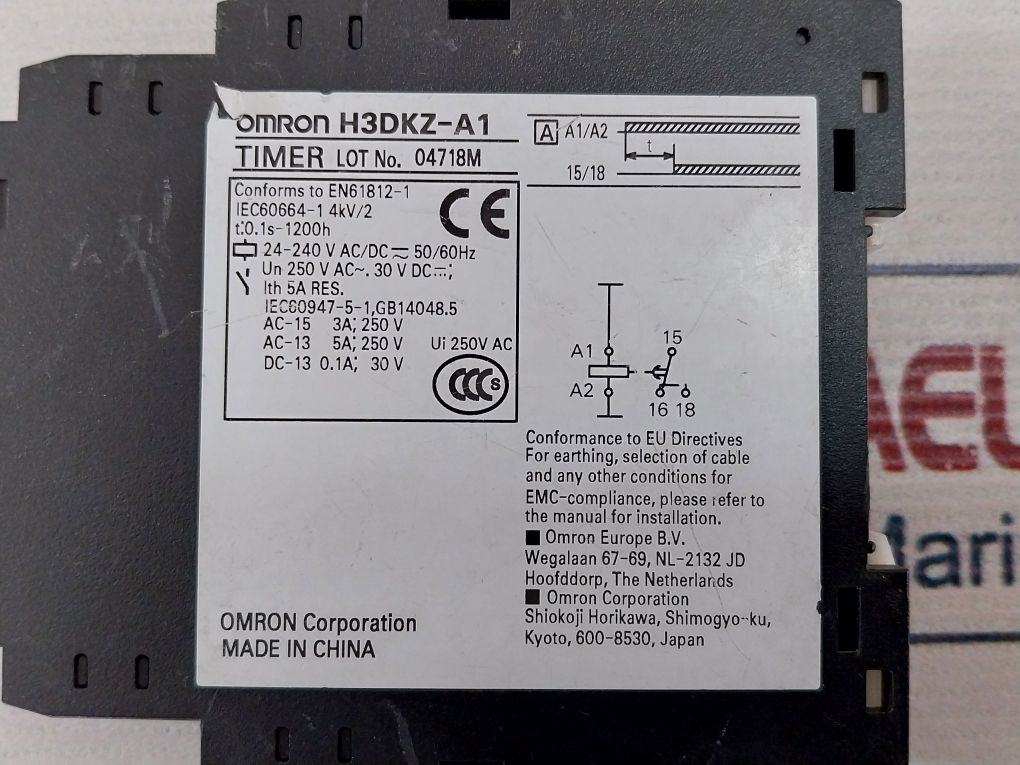 OMRON H3DKZ-A1
TIMER LOT No. 04718M
Conforms to EN61812-1
IEC60664-1 4kV/2
t:0.1s-1200h
24-240 V AC/DC ⎓ 50/60Hz
Un 250 V AC~. 30 V DC⎓;
Ith 5A RES.
IEC60947-5-1,GB14048.5
AC-15 3A; 250 V
AC-13 5A; 250 V Ui 250V AC
DC-13 0.1A; 30 V
CE
CCC S
A A1/A2
t
15/18
15
A1
A2
16 18
Conformance to EU Directives
For earthing, selection of cable
and any other conditions for
EMC-compliance, please refer to
the manual for installation.
■ Omron Europe B.V.
Wegalaan 67-69, NL-2132 JD
Hoofddorp, The Netherlands
■ Omron Corporation
Shiokoji Horikawa, Shimogyo-ku,
Kyoto, 600-8530, Japan
OMRON Corporation
MADE IN CHINA